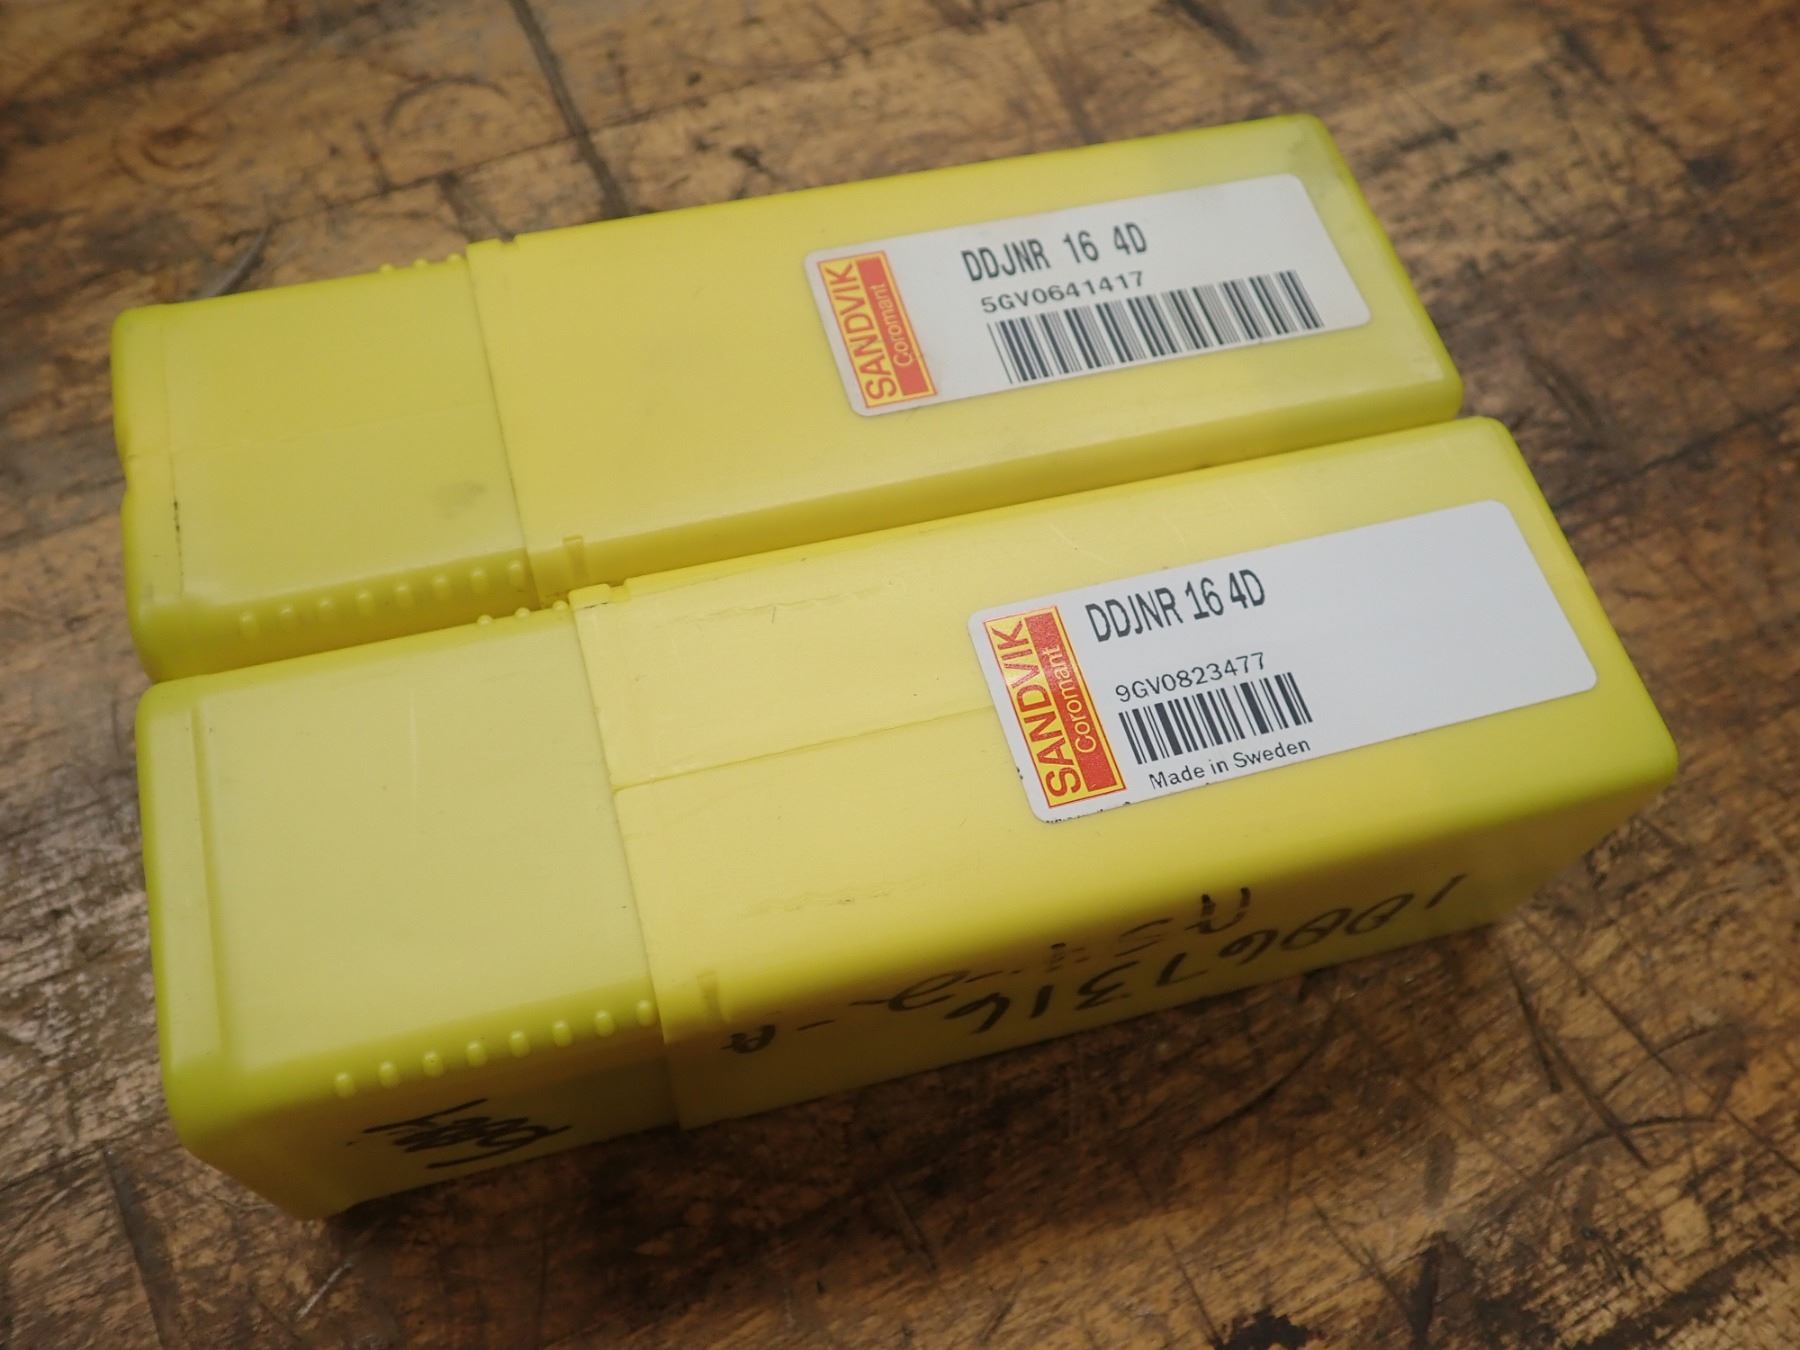 SANDVIK
Coromant
DDJNR 16 4D
5GV0641417
SANDVIK
Coromant
DDJNR 16 4D
9GV0823477
Made in Sweden